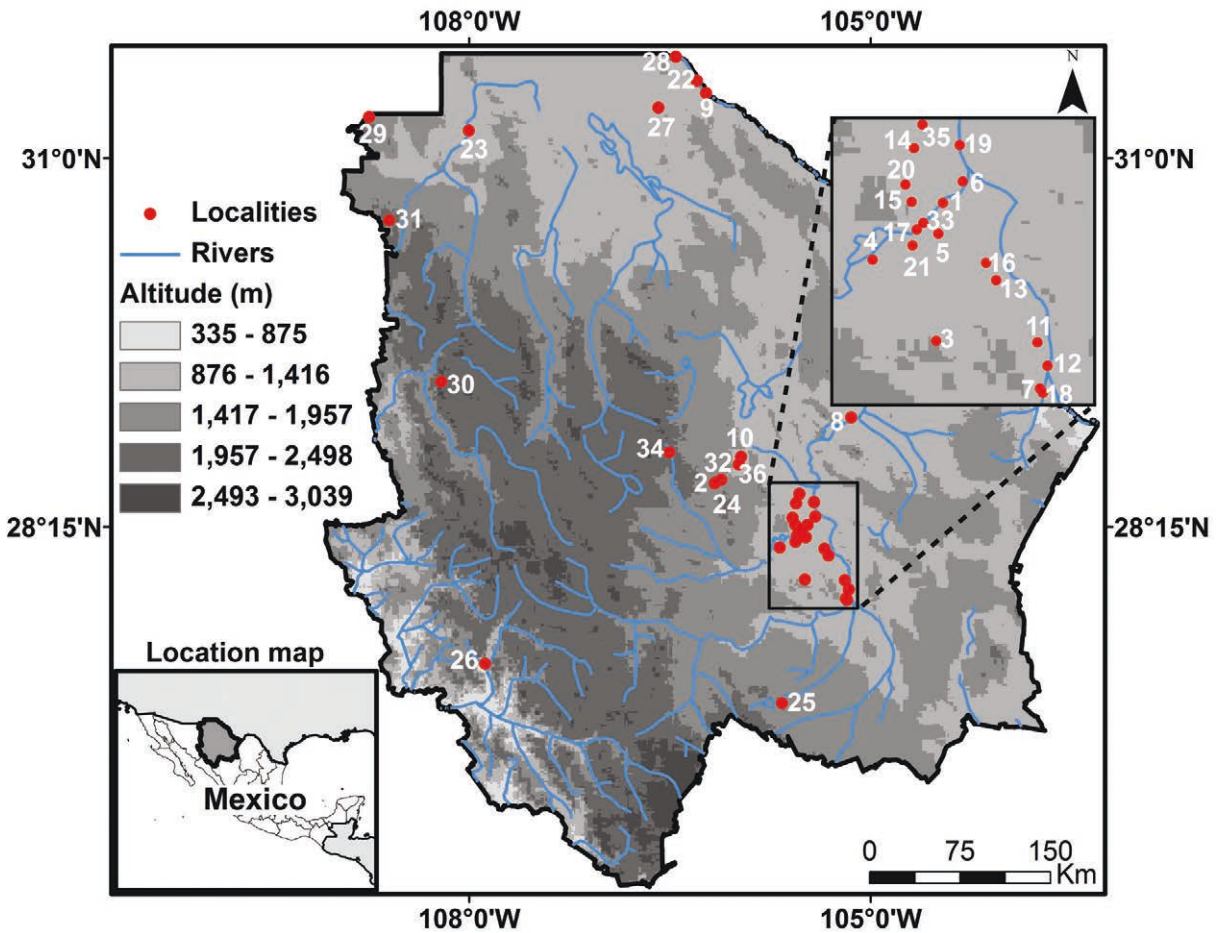 108°0'W 105°0'W
N
28
22
9
27
29
23
31°0'N 31°0'N
35
14
19
20
6
15
1
Localities
31
33
17
4
5
Rivers
21
16
13
Altitude (m)
335 - 875
11
3
876 - 1,416
12
30
7 18
1,417 - 1,957
8
1,957 - 2,498
10
34
32
36
2
24
2,493 - 3,039
28°15'N 28°15'N
Location map
26
25
Mexico
0 75 150
Km
108°0'W 105°0'W